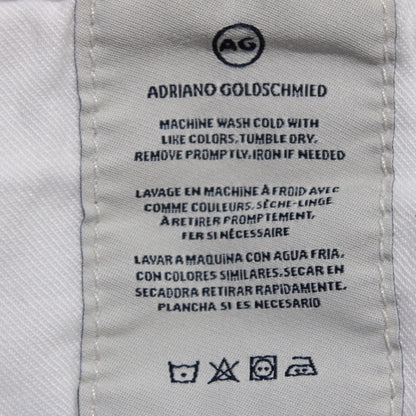 AG
ADRIANO GOLDSCHMIED
MACHINE WASH COLD WITH
LIKE COLORS, TUMBLE DRY,
REMOVE PROMPTLY, IRON IF NEEDED
LAVAGE EN MACHINE À FROID AVEC
COMME COULEURS. SÈCHE-LINGE
À RETIRER PROMPTEMENT,
FER SI NÉCESSAIRE
LAVAR A MAQUINA CON AGUA FRIA,
CON COLORES SIMILARES, SECAR EN
SECADORA RETIRAR RAPIDAMENTE,
PLANCHA SI ES NECESARIO